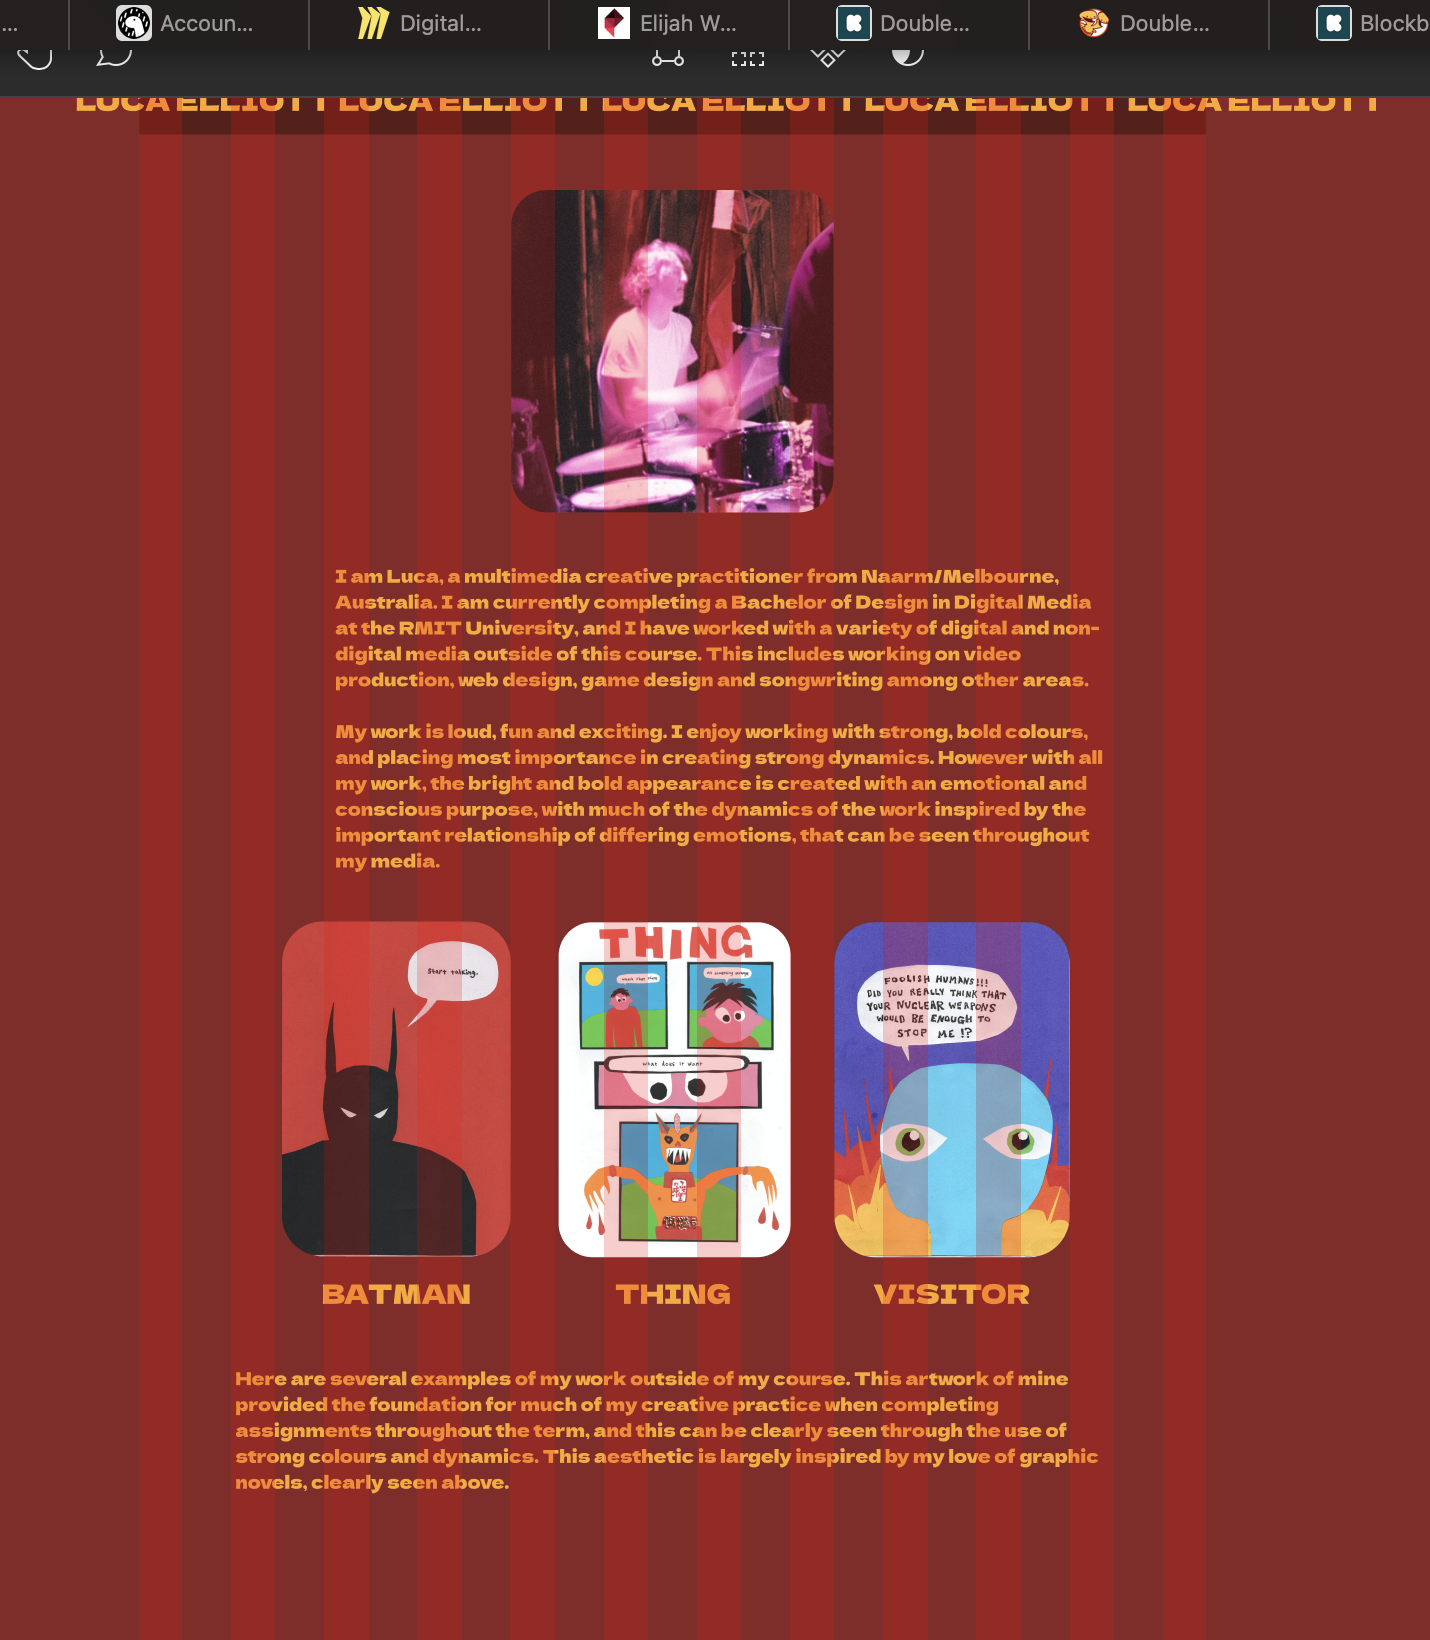 ...
Accoun...
Digital...
Elijah W...
Double...
Double...
Blockb
LUCA ELLIOTT LUCA ELLIOTT LUCA ELLIOTT LUCA ELLIOTT LUCA ELLIOTT
I am Luca, a multimedia creative practitioner from Naarm/Melbourne,
Australia. I am currently completing a Bachelor of Design in Digital Media
at the RMIT University, and I have worked with a variety of digital and non-
digital media outside of this course. This includes working on video
production, web design, game design and songwriting among other areas.
My work is loud, fun and exciting. I enjoy working with strong, bold colours,
and placing most importance in creating strong dynamics. However with all
my work, the bright and bold appearance is created with an emotional and
conscious purpose, with much of the dynamics of the work inspired by the
important relationship of differing emotions, that can be seen throughout
my media.
Start talking.
THING
what does it want
FOOLISH HUMANS!!!
DID YOU REALLY THINK THAT
YOUR NUCLEAR WEAPONS
WOULD BE ENOUGH TO
STOP ME!?
BATMAN
THING
VISITOR
Here are several examples of my work outside of my course. This artwork of mine
provided the foundation for much of my creative practice when completing
assignments throughout the term, and this can be clearly seen through the use of
strong colours and dynamics. This aesthetic is largely inspired by my love of graphic
novels, clearly seen above.